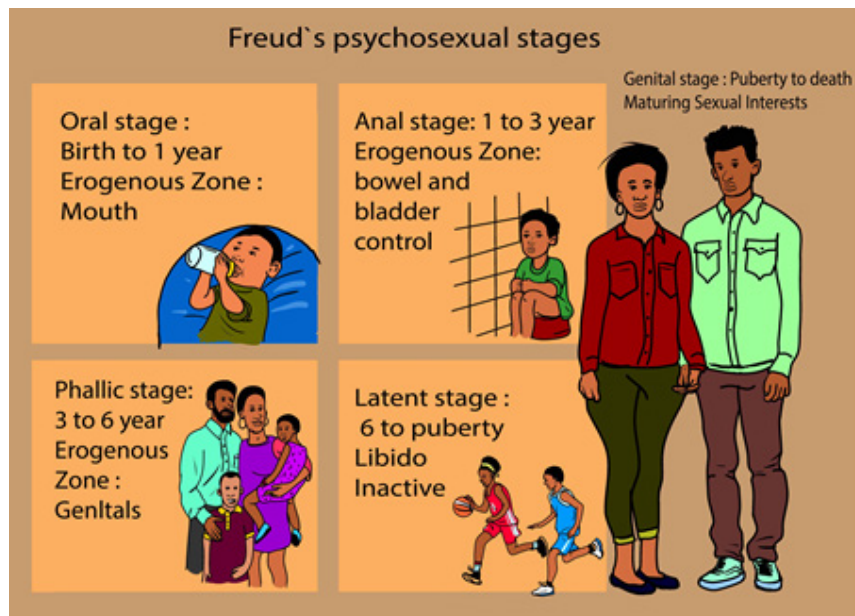 Freud`s psychosexual stages
Genital stage : Puberty to death
Maturing Sexual Interests
Oral stage :
Birth to 1 year
Erogenous Zone :
Mouth
Anal stage: 1 to 3 year
Erogenous Zone:
bowel and
bladder
control
Phallic stage:
3 to 6 year
Erogenous
Zone :
Genltals
Latent stage :
6 to puberty
Libido
Inactive